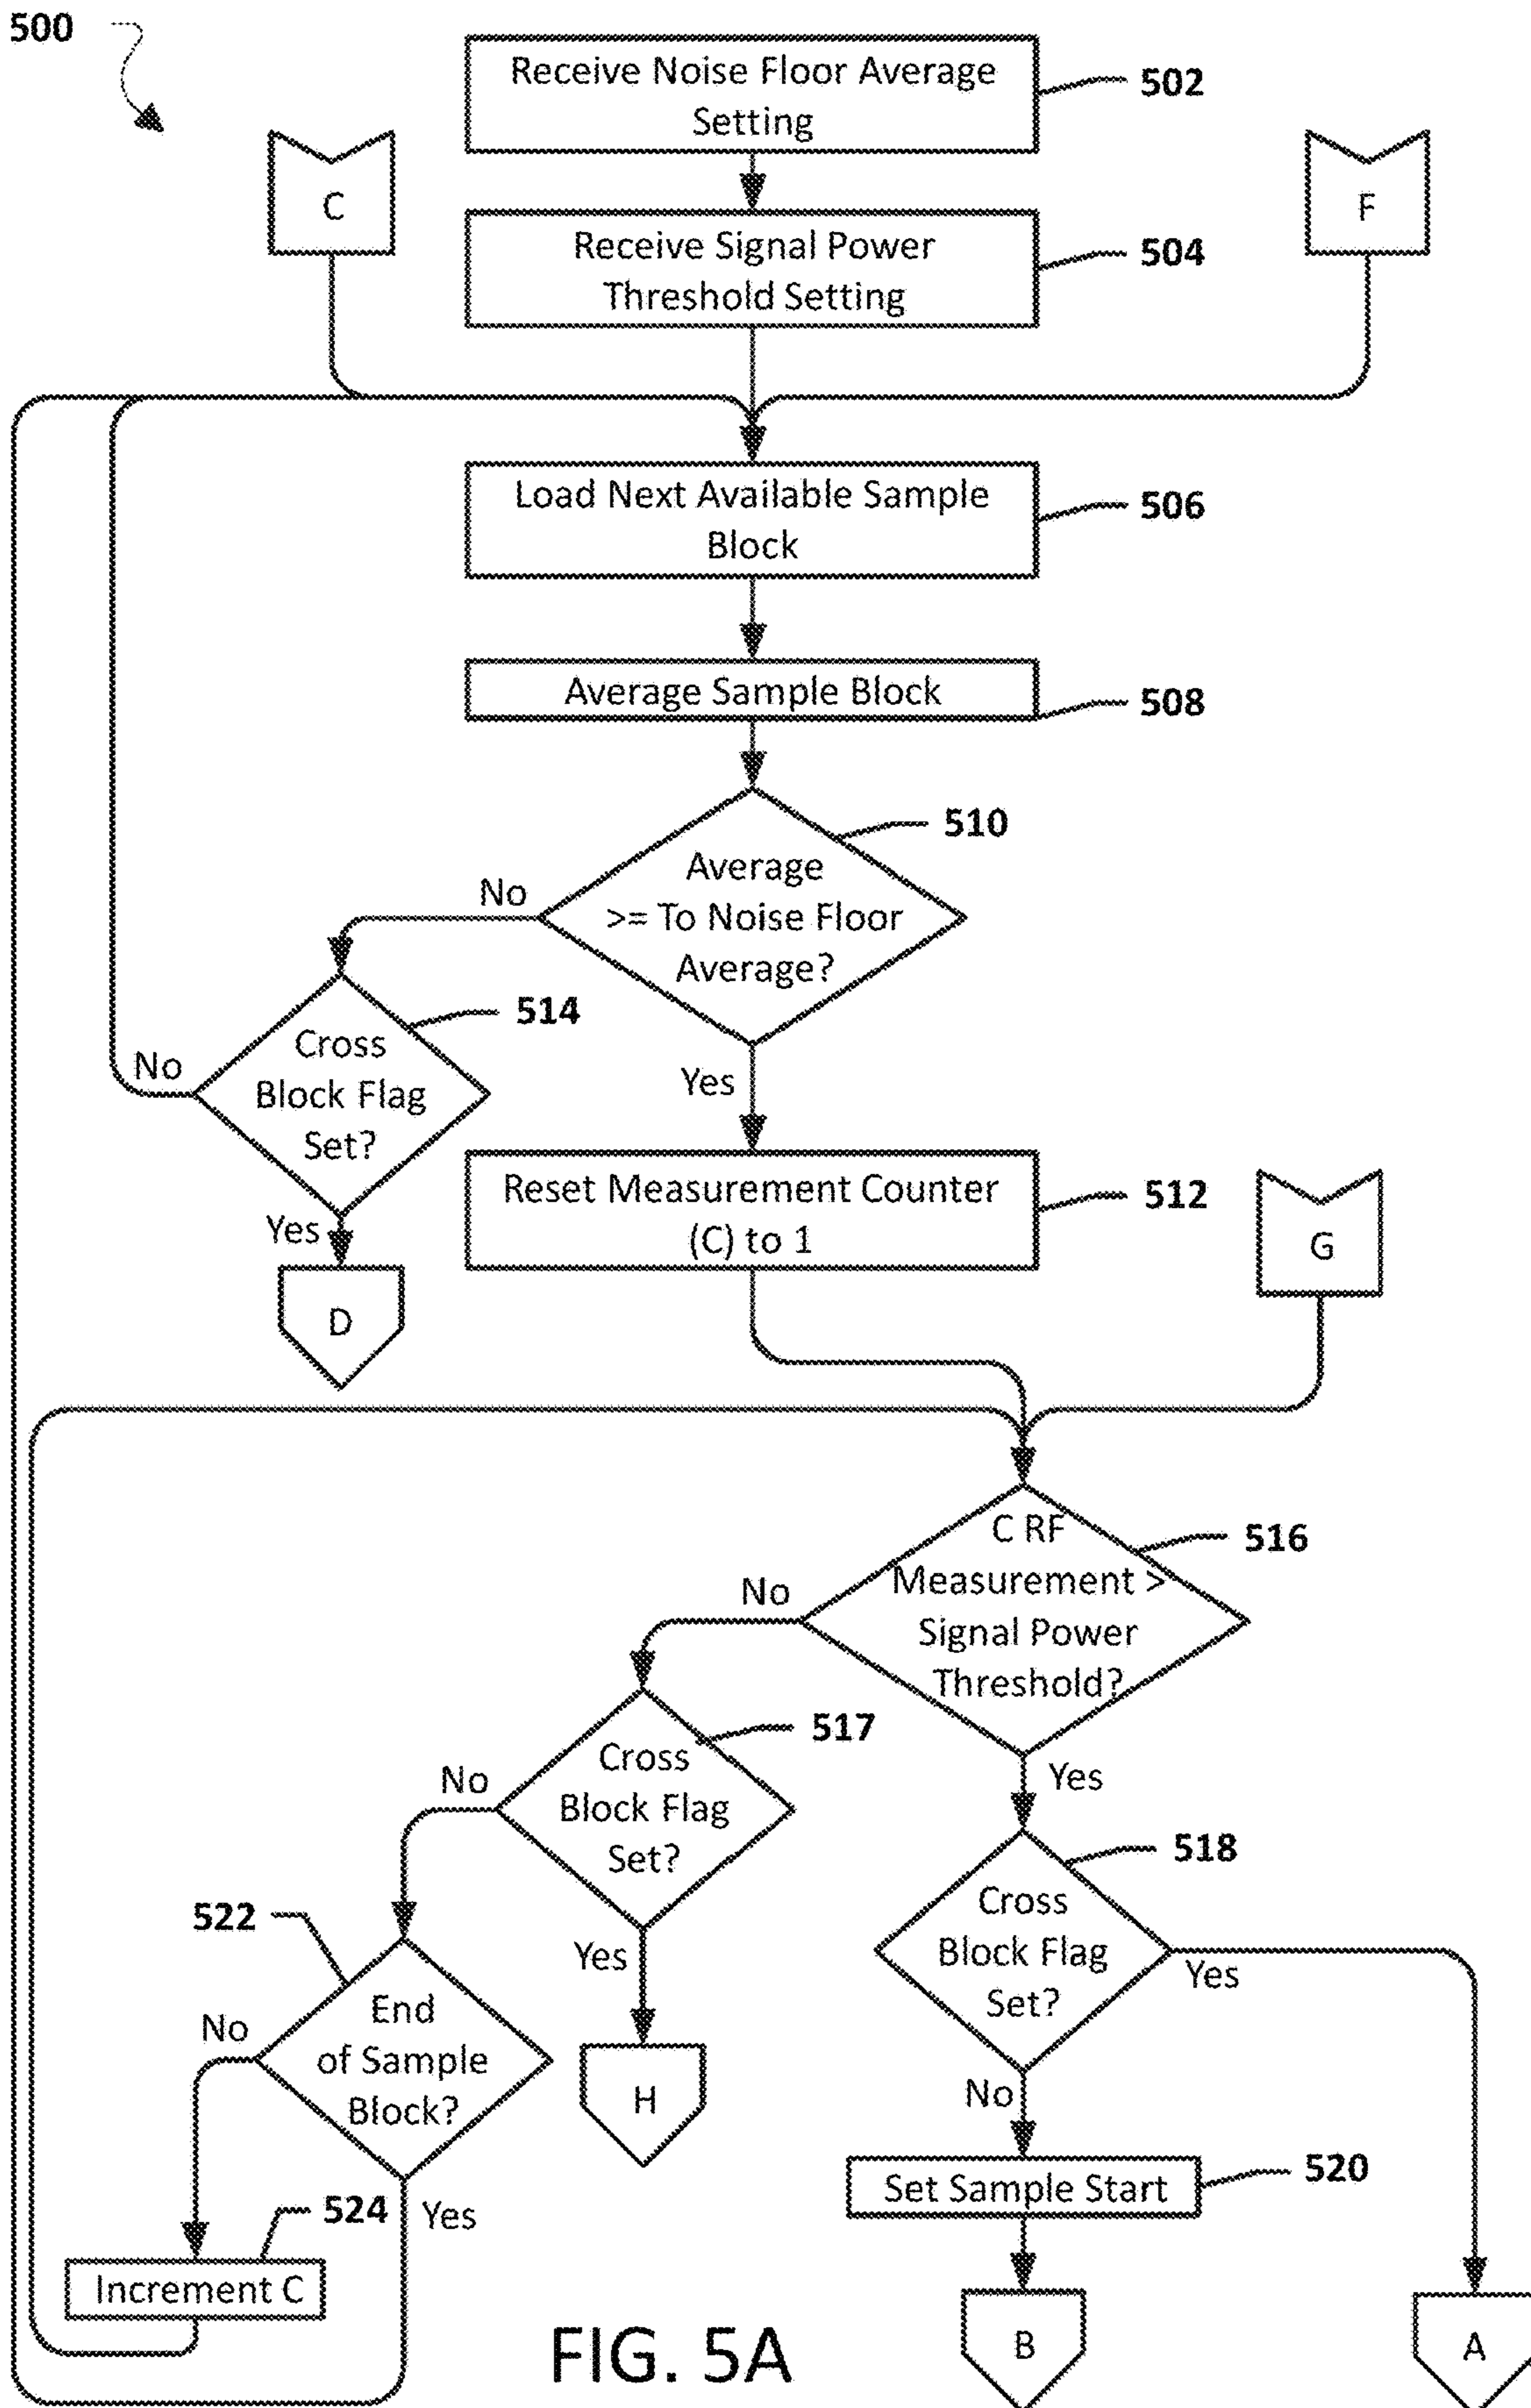 500
Receive Noise Floor Average
Setting
502
C
F
Receive Signal Power
Threshold Setting
504
Load Next Available Sample
Block
506
Average Sample Block
508
510
Average
>= To Noise Floor
Average?
No
514
Cross
Block Flag
Set?
No
Yes
Yes
D
Reset Measurement Counter
(C) to 1
512
G
C RF
Measurement >
Signal Power
Threshold?
516
No
Yes
517
Cross
Block Flag
Set?
No
Yes
H
518
Cross
Block Flag
Set?
Yes
No
522
End
of Sample
Block?
No
Yes
524
Increment C
Set Sample Start
520
B
A
FIG. 5A